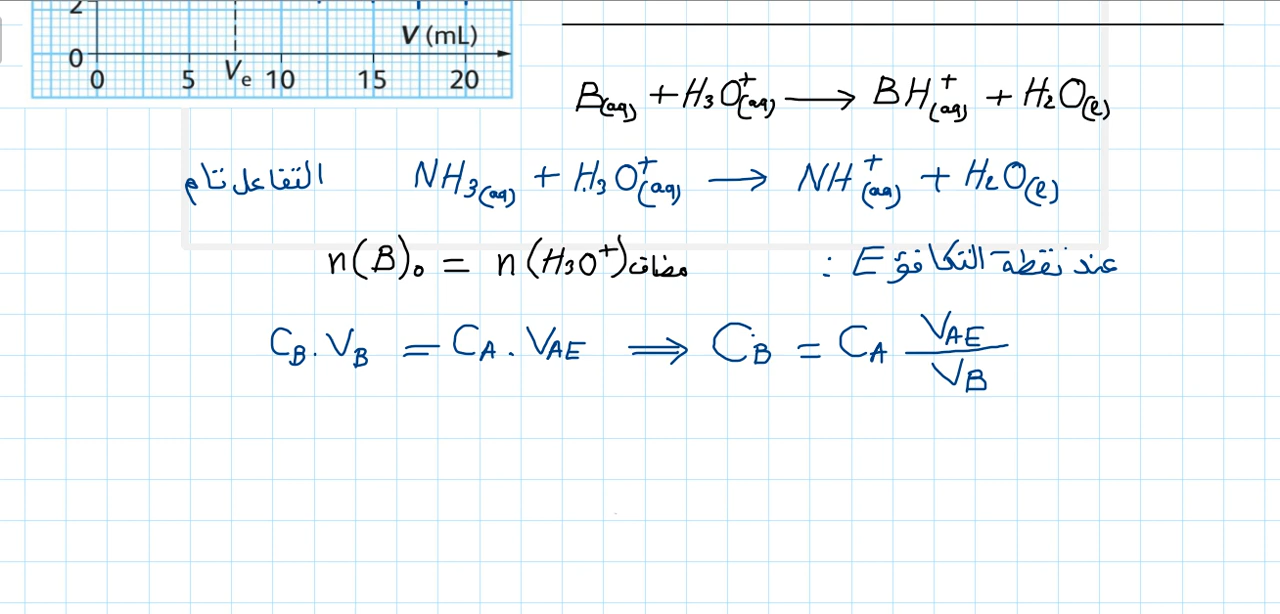 2
V (mL)
0
0 5 Ve 10 15 20
B(aq) + H3O+(aq) ⟶ BH+(aq) + H2O(l)
التفاعل تام NH3(aq) + H3O+(aq) ⟶ NH+(aq) + H2O(l)
عند نقطة التكافؤ E : n(B)0 = n(H3O+)مضاف
CB . VB = CA . VAE ⟹ CB = CA VAE / VB